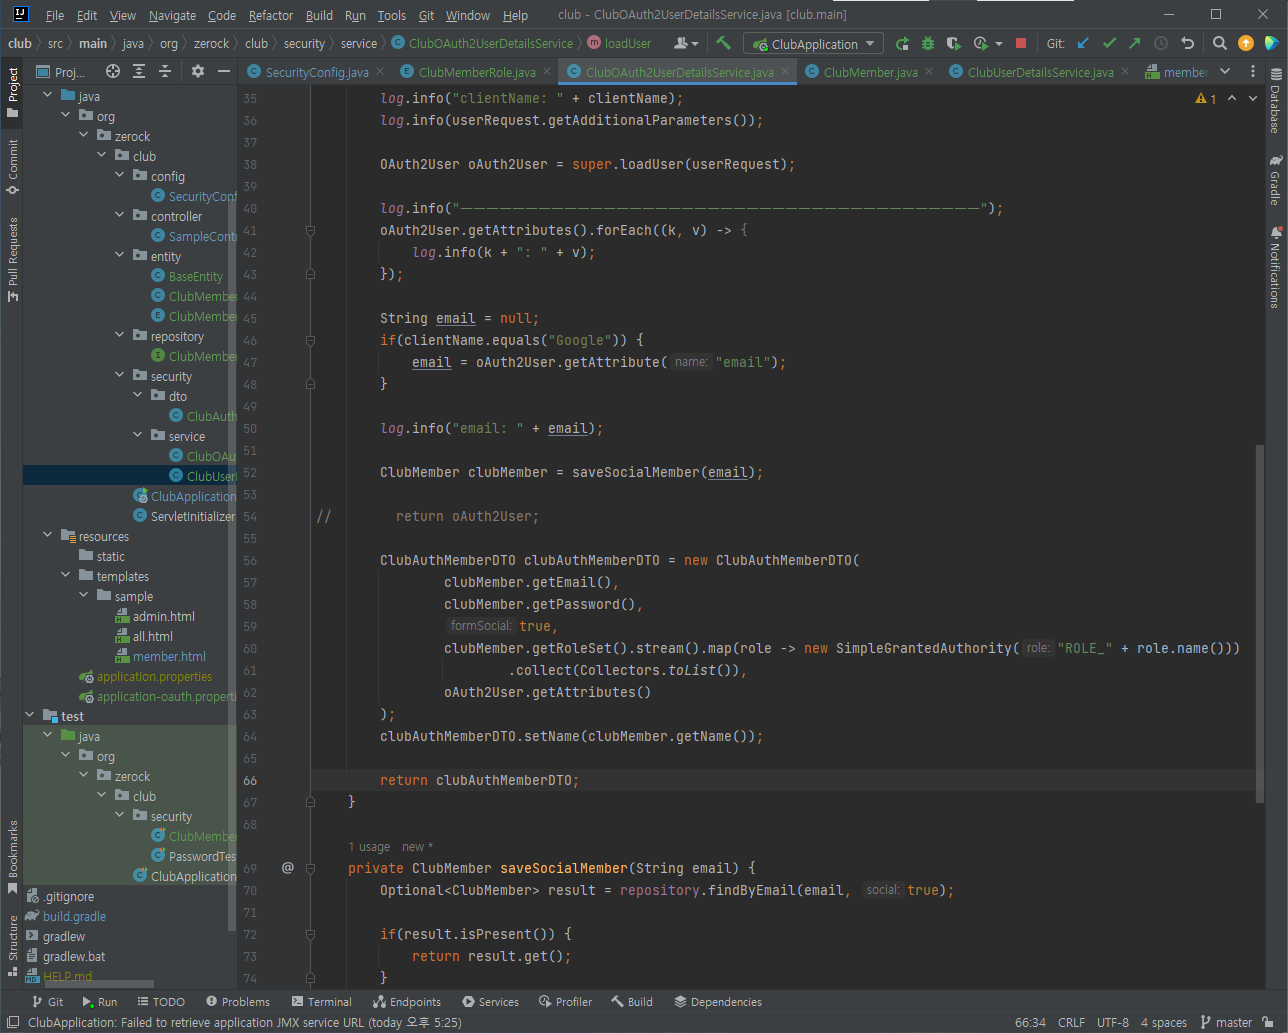 File Edit View Navigate Code Refactor Build Run Tools Git Window Help club - ClubOAuth2UserDetailsService.java [club.main]
club src main java org zerock club security service ClubOAuth2UserDetailsService loadUser ClubApplication Git:
Proj... SecurityConfig.java ClubMemberRole.java ClubOAuth2UserDetailsService.java ClubMember.java ClubUserDetailsService.java member
Project
Commit
Pull Requests
Bookmarks
Structure
java
org
zerock
club
config
SecurityConf
controller
SampleContr
entity
BaseEntity
ClubMember
ClubMember
repository
ClubMember
security
dto
ClubAuth
service
ClubOAu
ClubUser
ClubApplication
ServletInitializer
resources
static
templates
sample
admin.html
all.html
member.html
application.properties
application-oauth.properti
test
java
org
zerock
club
security
ClubMembe
PasswordTes
ClubApplication
.gitignore
build.gradle
gradlew
gradlew.bat
HELP.md
1
35 log.info("clientName: " + clientName);
36 log.info(userRequest.getAdditionalParameters());
37
38 OAuth2User oAuth2User = super.loadUser(userRequest);
39
40 log.info("————————————————————————————————————————");
41 oAuth2User.getAttributes().forEach((k, v) -> {
42 log.info(k + ": " + v);
43 });
44
45 String email = null;
46 if(clientName.equals("Google")) {
47 email = oAuth2User.getAttribute( name: "email");
48 }
49
50 log.info("email: " + email);
51
52 ClubMember clubMember = saveSocialMember(email);
53
54 // return oAuth2User;
55
56 ClubAuthMemberDTO clubAuthMemberDTO = new ClubAuthMemberDTO(
57 clubMember.getEmail(),
58 clubMember.getPassword(),
59 formSocial: true,
60 clubMember.getRoleSet().stream().map(role -> new SimpleGrantedAuthority( role: "ROLE_" + role.name()))
61 .collect(Collectors.toList()),
62 oAuth2User.getAttributes()
63 );
64 clubAuthMemberDTO.setName(clubMember.getName());
65
66 return clubAuthMemberDTO;
67 }
68
1 usage new *
69 @ private ClubMember saveSocialMember(String email) {
70 Optional<ClubMember> result = repository.findByEmail(email, social: true);
71
72 if(result.isPresent()) {
73 return result.get();
74 }
Database
Gradle
Notifications
Git Run TODO Problems Terminal Endpoints Services Profiler Build Dependencies
ClubApplication: Failed to retrieve application JMX service URL (today 오후 5:25) 66:34 CRLF UTF-8 4 spaces master